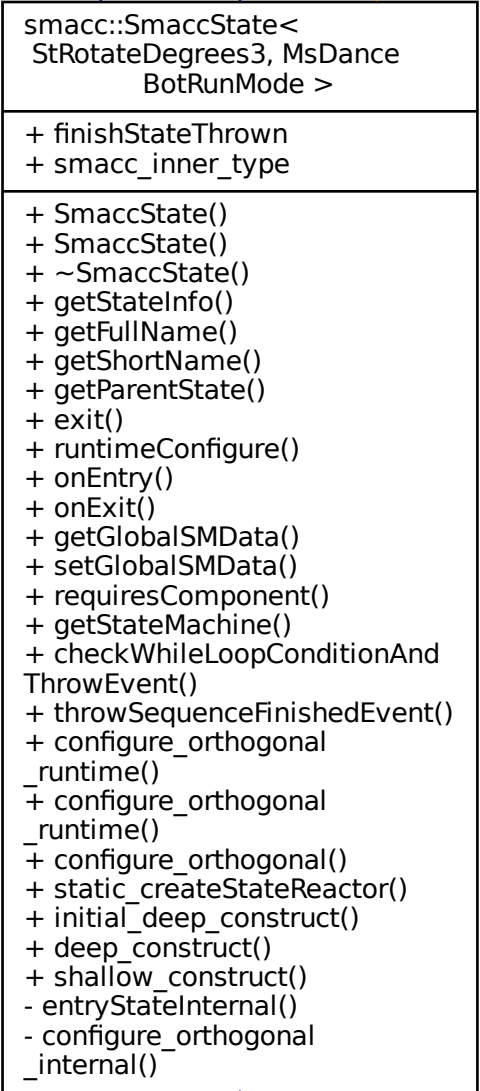 smacc::SmaccState<
StRotateDegrees3, MsDance
BotRunMode >
+ finishStateThrown
+ smacc_inner_type
+ SmaccState()
+ SmaccState()
+ ~SmaccState()
+ getStateInfo()
+ getFullName()
+ getShortName()
+ getParentState()
+ exit()
+ runtimeConfigure()
+ onEntry()
+ onExit()
+ getGlobalSMData()
+ setGlobalSMData()
+ requiresComponent()
+ getStateMachine()
+ checkWhileLoopConditionAnd
ThrowEvent()
+ throwSequenceFinishedEvent()
+ configure_orthogonal
_runtime()
+ configure_orthogonal
_runtime()
+ configure_orthogonal()
+ static_createStateReactor()
+ initial_deep_construct()
+ deep_construct()
+ shallow_construct()
- entryStateInternal()
- configure_orthogonal
_internal()